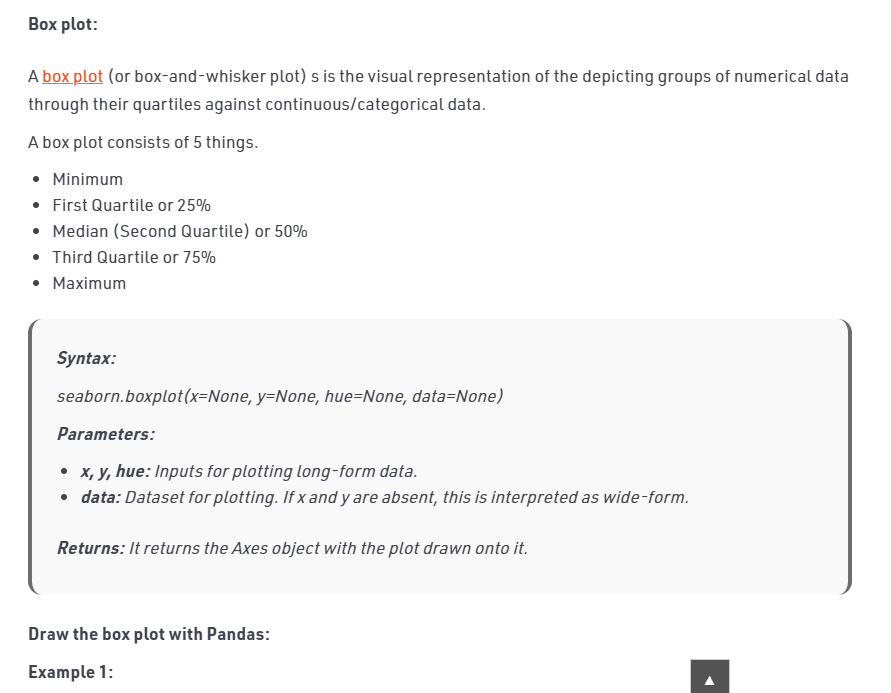 Box plot:
A box plot (or box-and-whisker plot) s is the visual representation of the depicting groups of numerical data
through their quartiles against continuous/categorical data.
A box plot consists of 5 things.
• Minimum
• First Quartile or 25%
• Median (Second Quartile) or 50%
• Third Quartile or 75%
• Maximum
Syntax:
seaborn.boxplot(x=None, y=None, hue=None, data=None)
Parameters:
• x, y, hue: Inputs for plotting long-form data.
• data: Dataset for plotting. If x and y are absent, this is interpreted as wide-form.
Returns: It returns the Axes object with the plot drawn onto it.
Draw the box plot with Pandas:
Example 1: